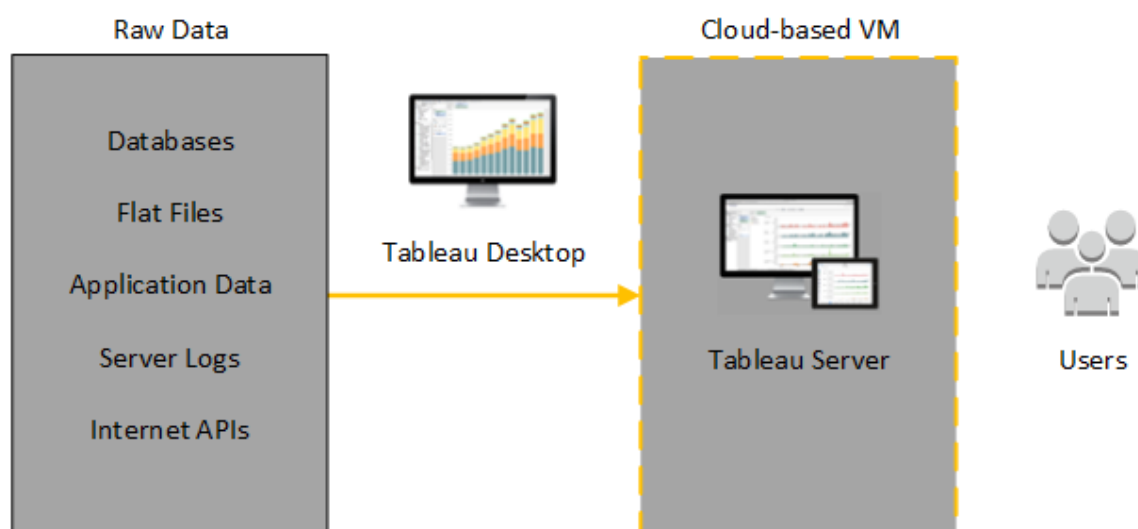 Raw Data
Cloud-based VM
Databases
Flat Files
Application Data
Server Logs
Internet APIs
Tableau Desktop
Tableau Server
Users